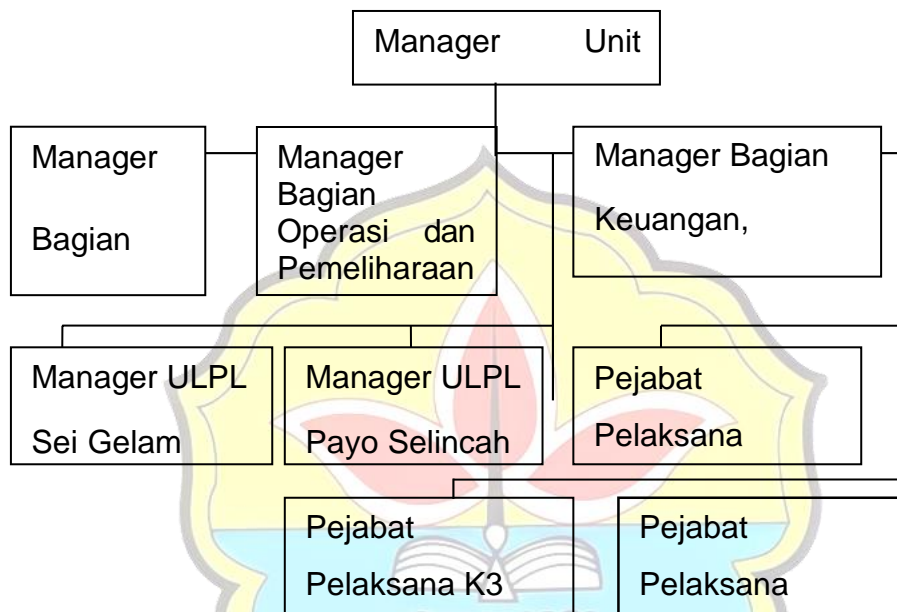 Manager Unit
Manager
Bagian
Manager
Bagian
Operasi dan
Pemeliharaan
Manager Bagian
Keuangan,
Manager ULPL
Sei Gelam
Manager ULPL
Payo Selincah
Pejabat
Pelaksana
Pejabat
Pelaksana K3
Pejabat
Pelaksana